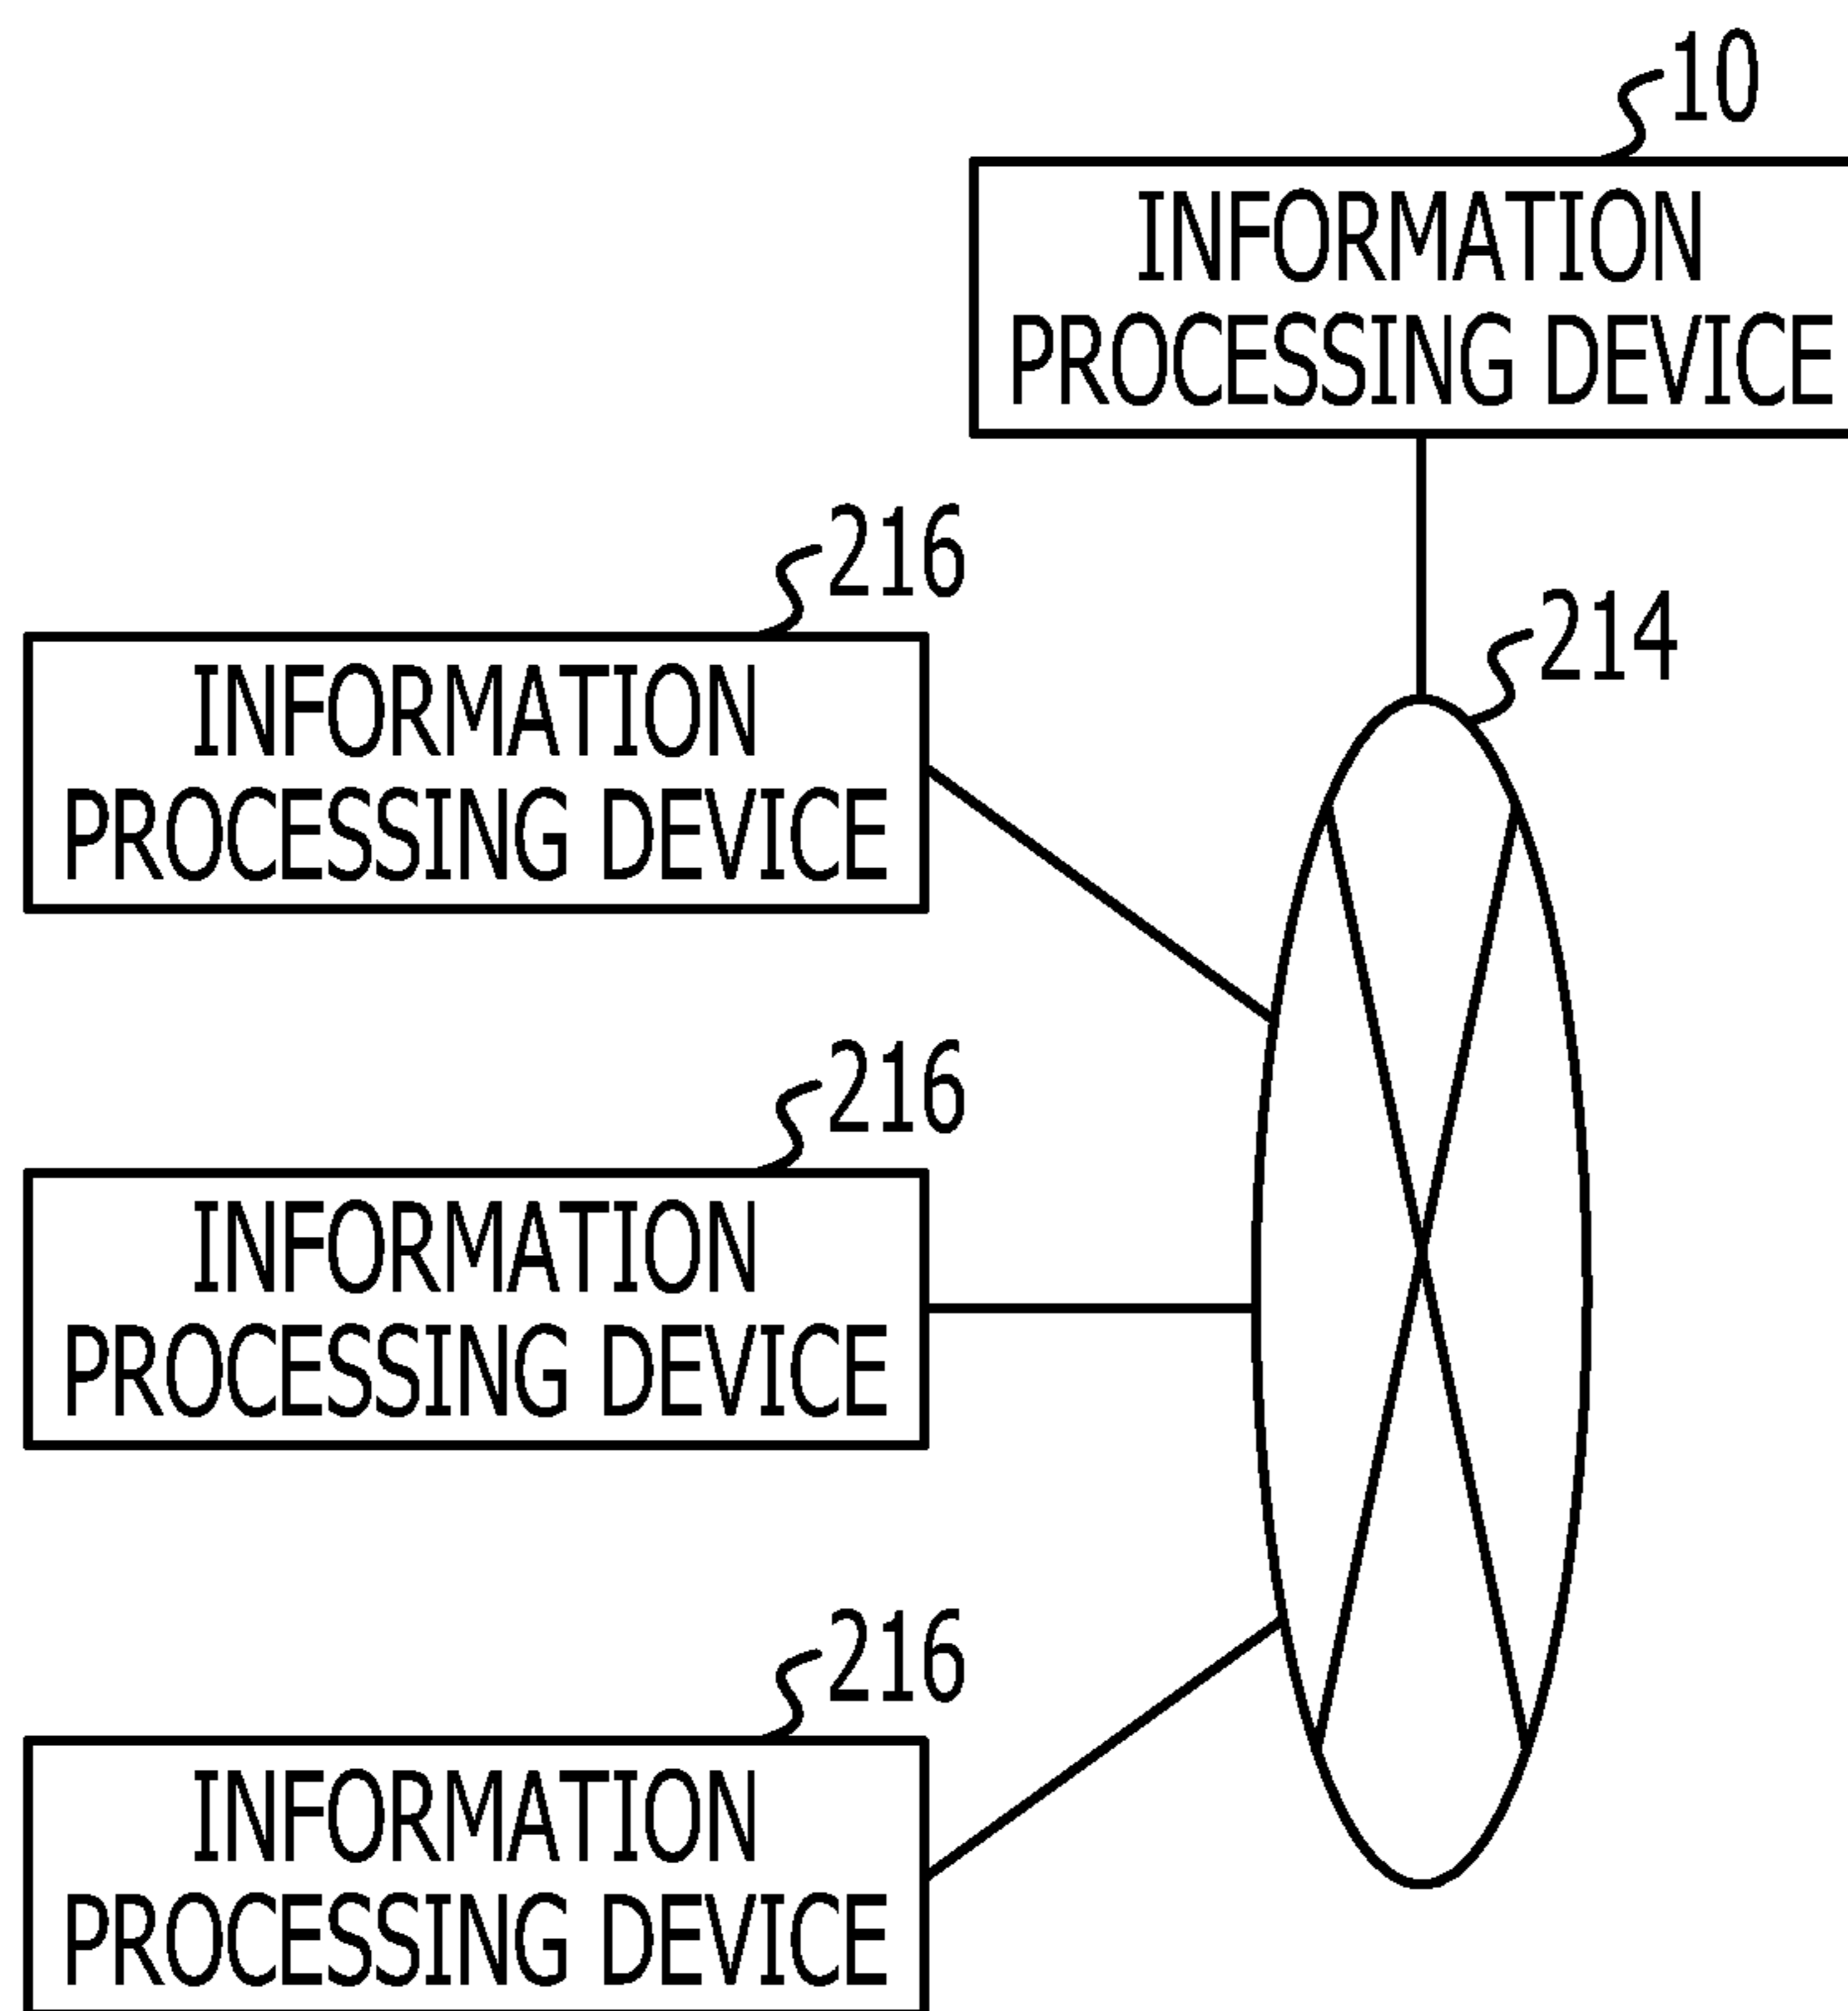 10
INFORMATION
PROCESSING DEVICE
216
INFORMATION
PROCESSING DEVICE
214
216
INFORMATION
PROCESSING DEVICE
216
INFORMATION
PROCESSING DEVICE